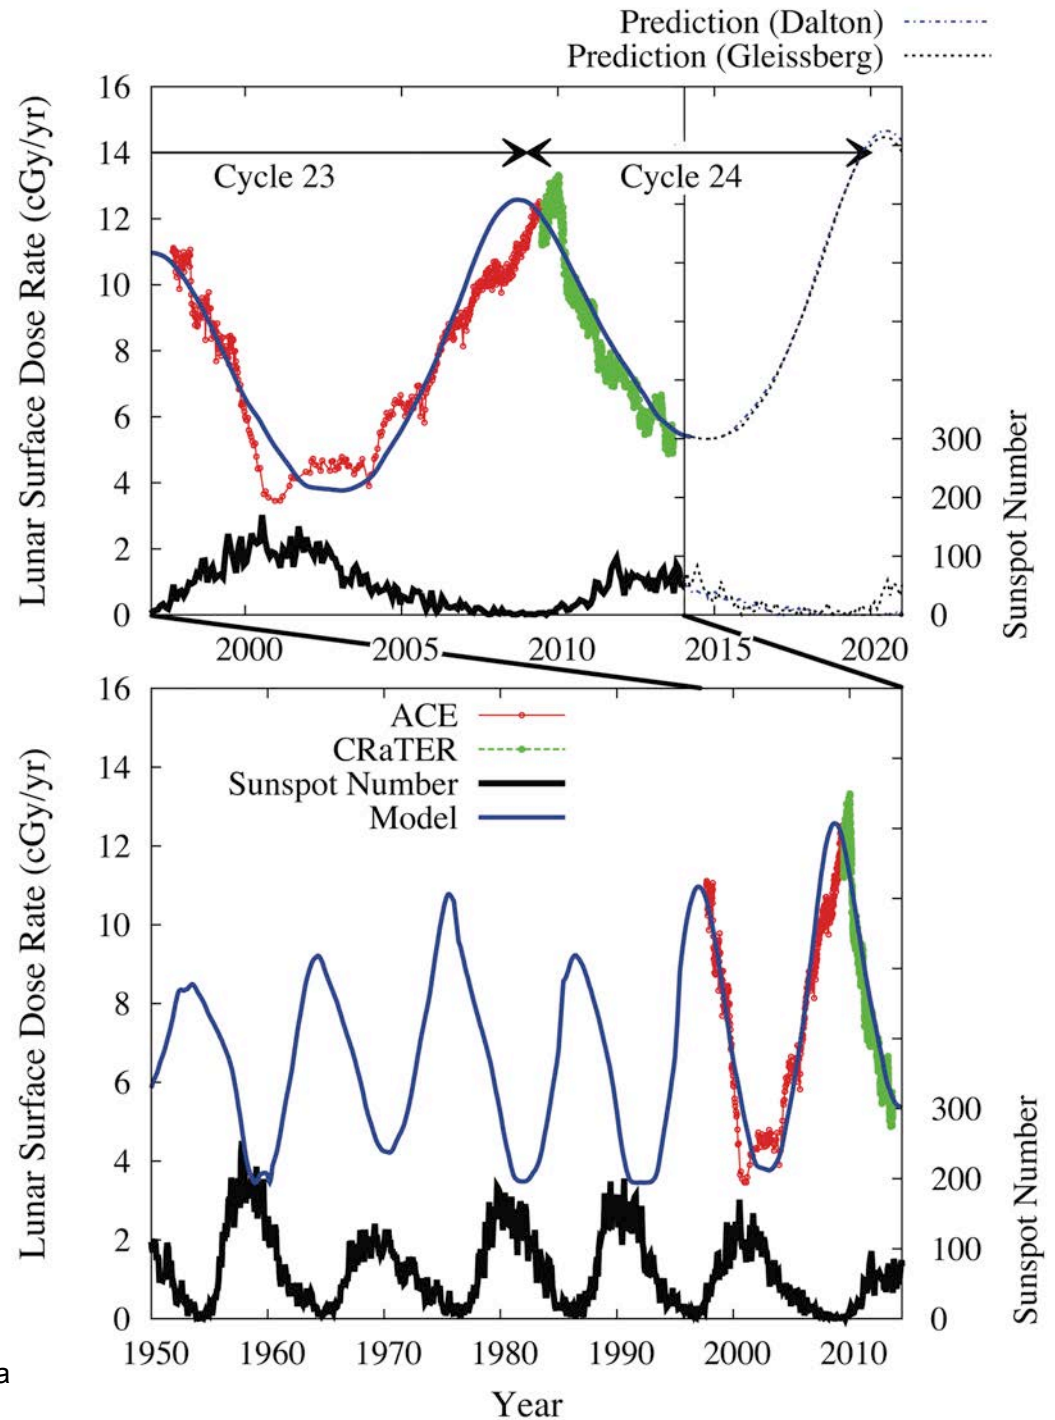 Prediction (Dalton)
Prediction (Gleissberg)
Lunar Surface Dose Rate (cGy/yr)
16
14
12
10
8
6
4
2
0
Cycle 23
Cycle 24
300
200
100
0
Sunspot Number
2000 2005 2010 2015 2020
Lunar Surface Dose Rate (cGy/yr)
16
14
12
10
8
6
4
2
0
ACE
CRaTER
Sunspot Number
Model
300
200
100
0
Sunspot Number
1950 1960 1970 1980 1990 2000 2010
a
Year